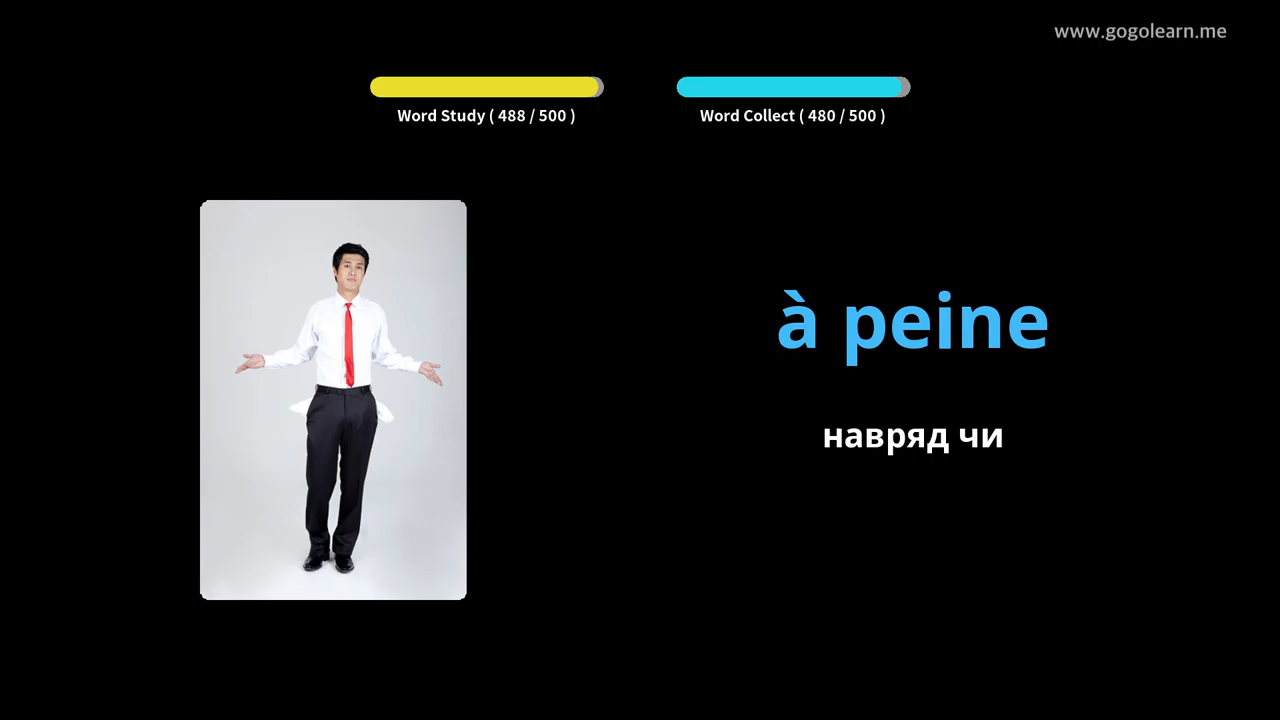 www.gogolearn.me
Word Study ( 488 / 500 )
Word Collect ( 480 / 500 )
à peine
навряд чи